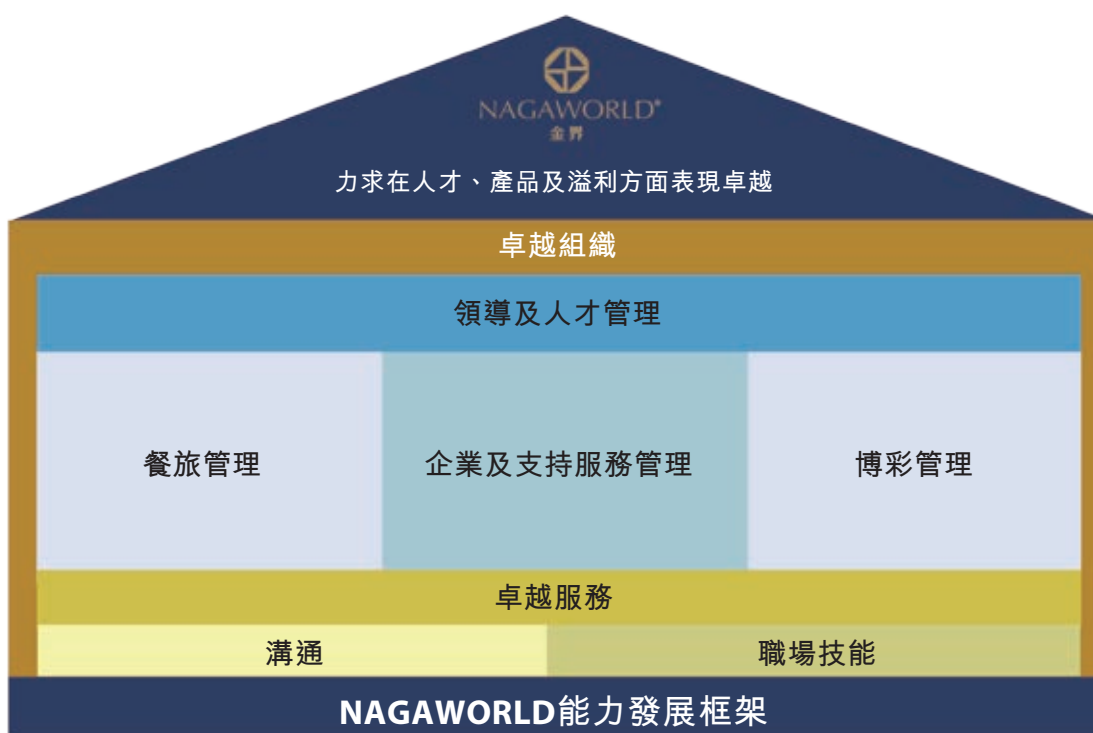 NAGAWORLD®
金界
力求在人才、產品及溢利方面表現卓越
卓越組織
領導及人才管理
餐旅管理
企業及支持服務管理
博彩管理
卓越服務
溝通
職場技能
NAGAWORLD能力發展框架